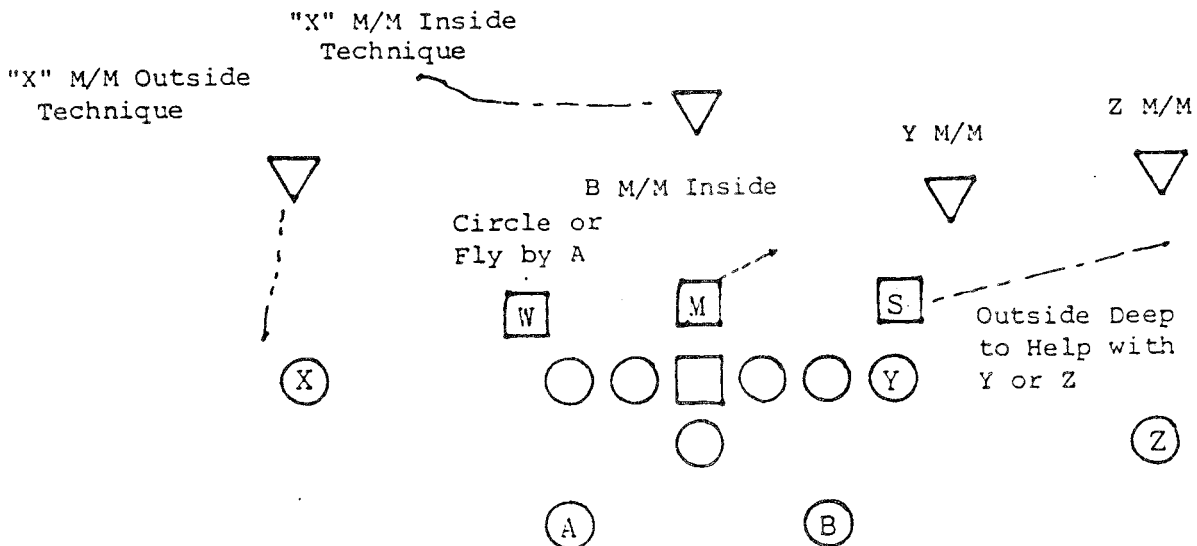 "X" M/M Inside
Technique
"X" M/M Outside
Technique
Z M/M
Y M/M
B M/M Inside
Circle or
Fly by A
W
M
S
Outside Deep
to Help with
Y or Z
X
Y
Z
A
B